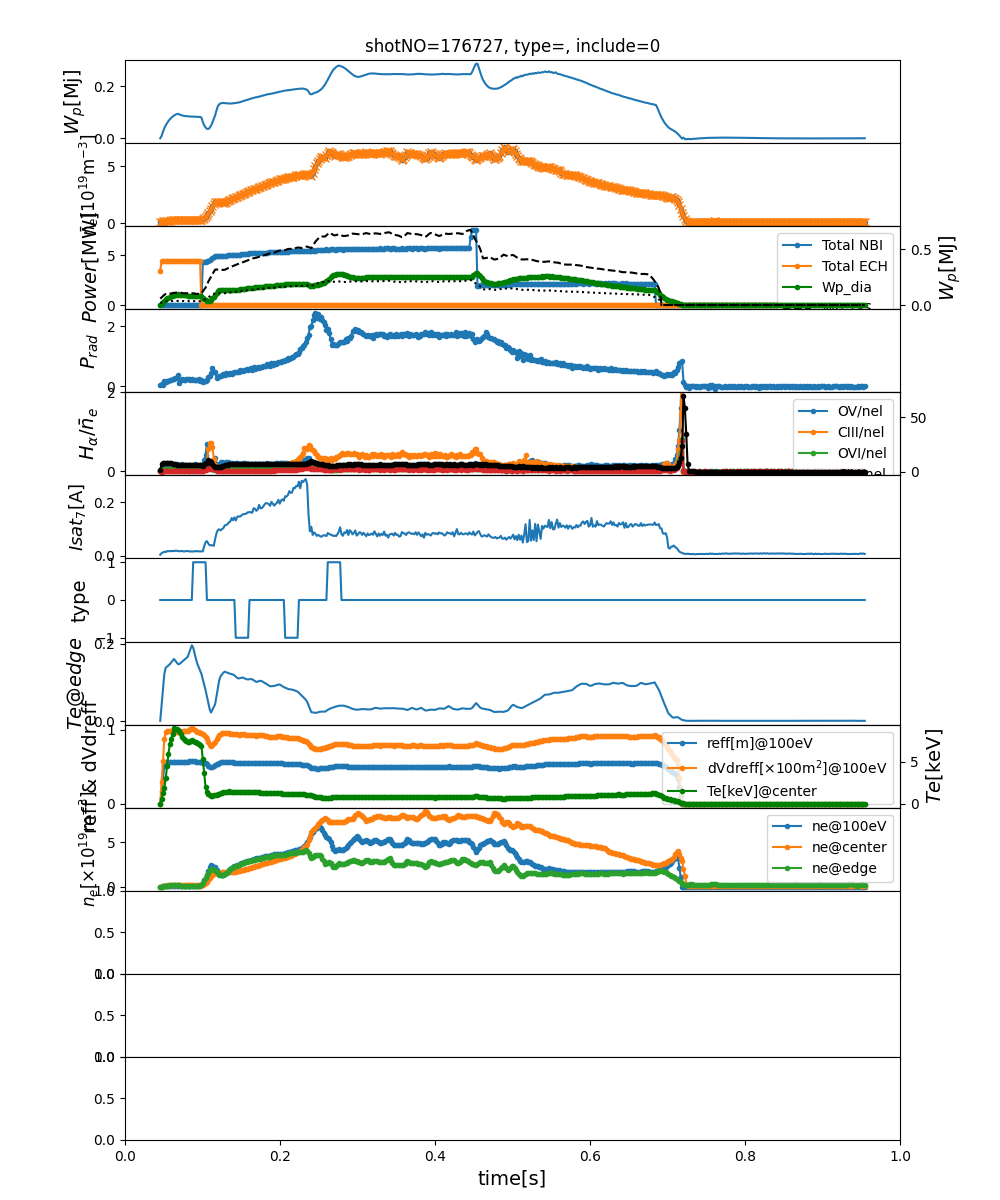 shotNO=176727, type=, include=0
W_p[Mj]
0.2
0.0
[10^19 m^-3]
5
0
Power[MW]
5
0
Total NBI
Total ECH
Wp_dia
0.5
0.0
W_p[MJ]
P_rad
2
0
H_α/n̄_e
2
0
OV/nel
CIII/nel
OVI/nel
50
0
Isat_7[A]
0.2
0.0
type
1
0
−1
Te@edge
0.2
0.0
reff & dVdreff
1
0
reff[m]@100eV
dVdreff[×100m^2]@100eV
Te[keV]@center
5
0
Te[keV]
n_e[×10^19 m^-3]
5
0
ne@100eV
ne@center
ne@edge
1.0
0.5
0.0
1.0
0.5
0.0
1.0
0.5
0.0
0.0
0.2
0.4
0.6
0.8
1.0
time[s]